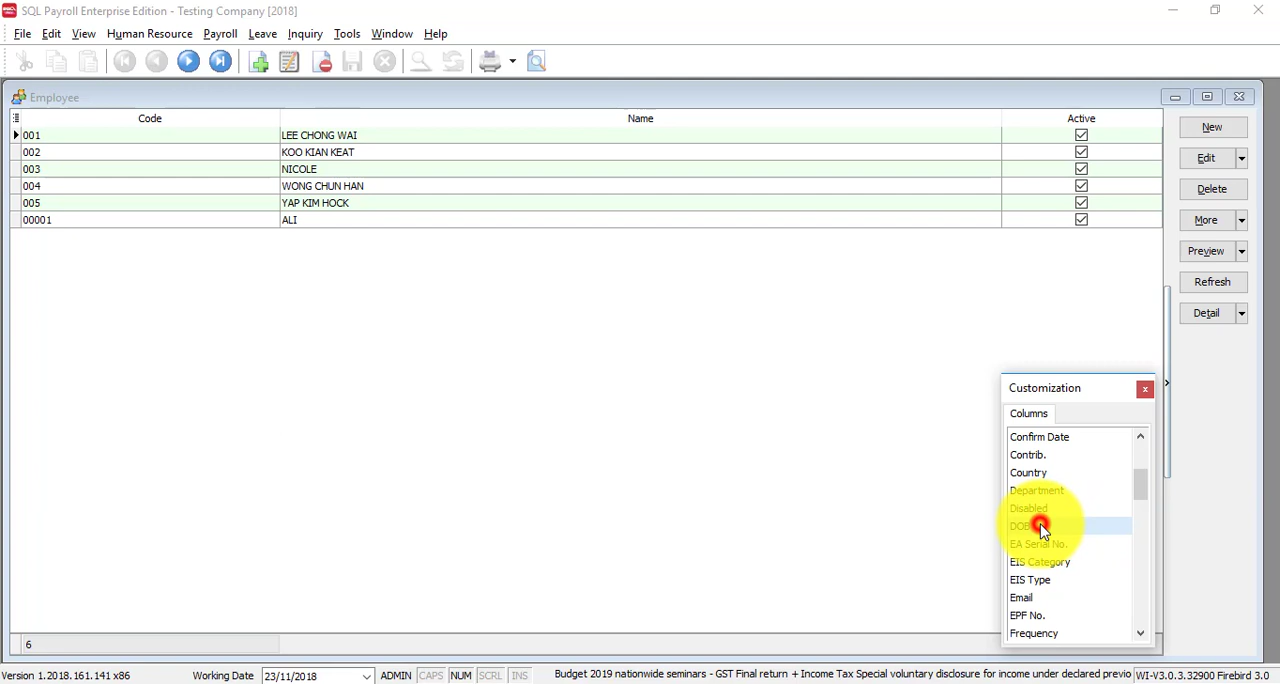 SQL Payroll Enterprise Edition - Testing Company [2018]
File Edit View Human Resource Payroll Leave Inquiry Tools Window Help
Employee
Code Name Active
001 LEE CHONG WAI
002 KOO KIAN KEAT
003 NICOLE
004 WONG CHUN HAN
005 YAP KIM HOCK
00001 ALI
6
New
Edit
Delete
More
Preview
Refresh
Detail
Customization
Columns
Confirm Date
Contrib.
Country
Department
Disabled
DOB
EA Serial No.
EIS Category
EIS Type
Email
EPF No.
Frequency
Version 1.2018.161.141 x86 Working Date 23/11/2018 ADMIN CAPS NUM SCRL INS Budget 2019 nationwide seminars - GST Final return + Income Tax Special voluntary disclosure for income under declared previo WI-V3.0.3.32900 Firebird 3.0